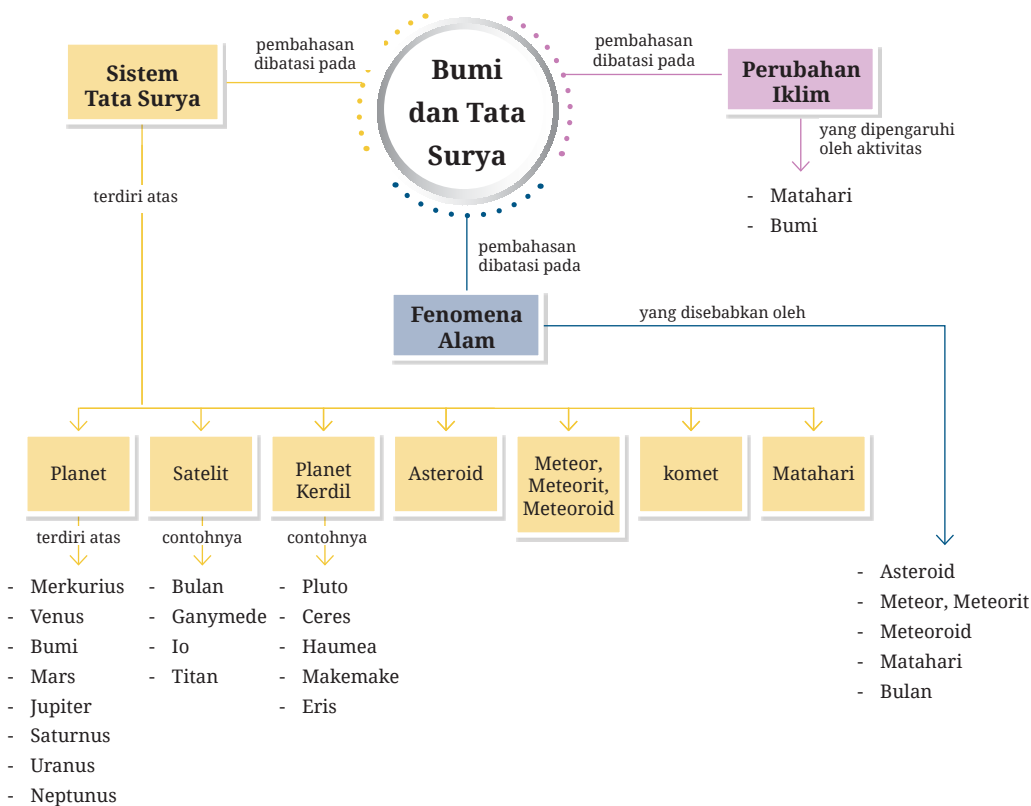 Bumi
dan Tata
Surya
pembahasan
dibatasi pada
Sistem
Tata Surya
terdiri atas
pembahasan
dibatasi pada
Perubahan
Iklim
yang dipengaruhi
oleh aktivitas
- Matahari
- Bumi
pembahasan
dibatasi pada
Fenomena
Alam
yang disebabkan oleh
- Asteroid
- Meteor, Meteorit
- Meteoroid
- Matahari
- Bulan
Planet
terdiri atas
- Merkurius
- Venus
- Bumi
- Mars
- Jupiter
- Saturnus
- Uranus
- Neptunus
Satelit
contohnya
- Bulan
- Ganymede
- Io
- Titan
Planet
Kerdil
contohnya
- Pluto
- Ceres
- Haumea
- Makemake
- Eris
Asteroid
Meteor,
Meteorit,
Meteoroid
komet
Matahari